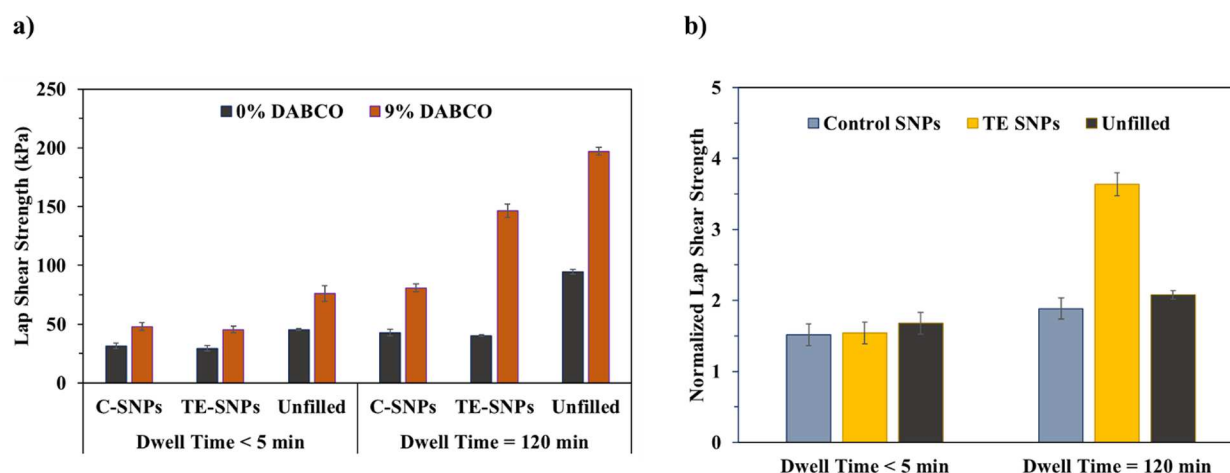 a)
Lap Shear Strength (kPa)
250
200
150
100
50
0
0% DABCO 9% DABCO
C-SNPs TE-SNPs Unfilled C-SNPs TE-SNPs Unfilled
Dwell Time < 5 min Dwell Time = 120 min
b)
Normalized Lap Shear Strength
5
4
3
2
1
0
Control SNPs TE SNPs Unfilled
Dwell Time < 5 min Dwell Time = 120 min